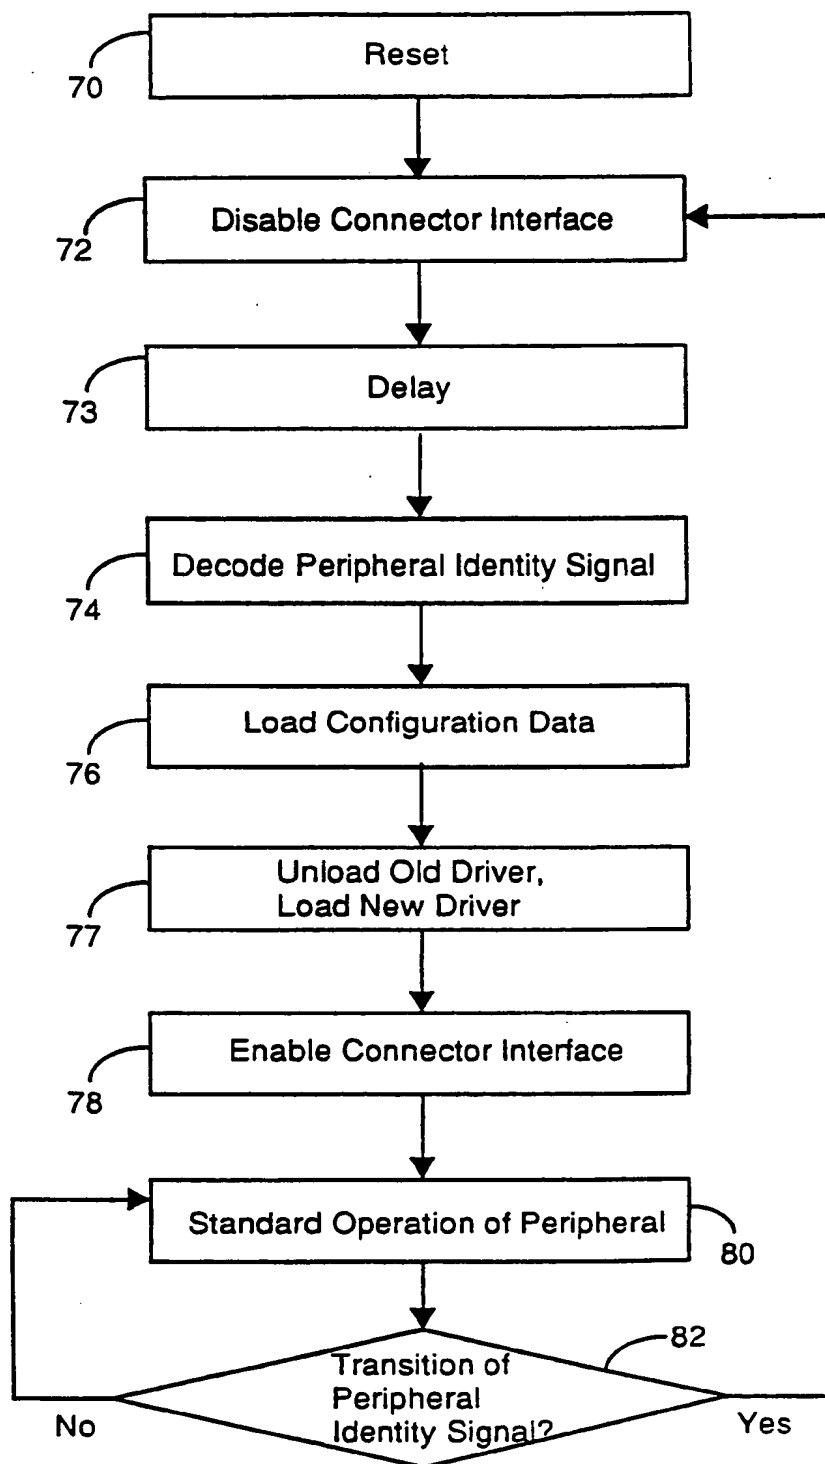 Reset
70
Disable Connector Interface
72
Delay
73
Decode Peripheral Identity Signal
74
Load Configuration Data
76
Unload Old Driver,
Load New Driver
77
Enable Connector Interface
78
Standard Operation of Peripheral
80
82
Transition of
Peripheral
Identity Signal?
No
Yes